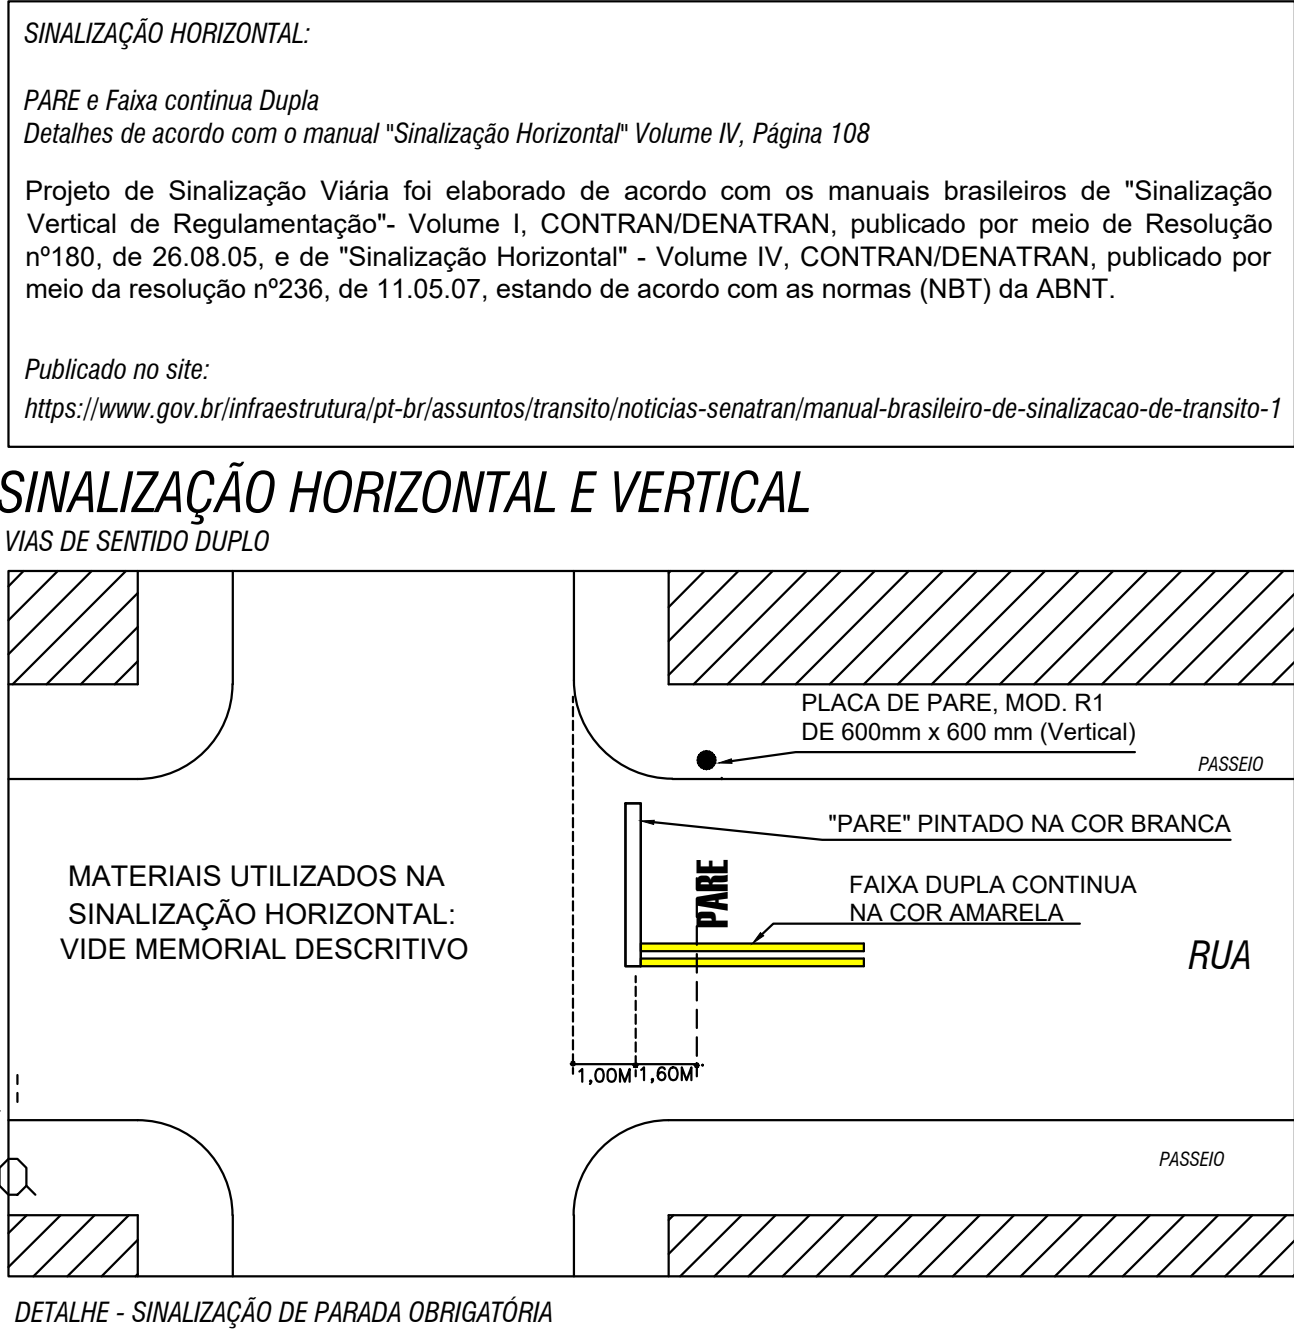 SINALIZAÇÃO HORIZONTAL:
PARE e Faixa continua Dupla
Detalhes de acordo com o manual "Sinalização Horizontal" Volume IV, Página 108
Projeto de Sinalização Viária foi elaborado de acordo com os manuais brasileiros de "Sinalização
Vertical de Regulamentação"- Volume I, CONTRAN/DENATRAN, publicado por meio de Resolução
nº180, de 26.08.05, e de "Sinalização Horizontal" - Volume IV, CONTRAN/DENATRAN, publicado por
meio da resolução nº236, de 11.05.07, estando de acordo com as normas (NBT) da ABNT.
Publicado no site:
https://www.gov.br/infraestrutura/pt-br/assuntos/transito/noticias-senatran/manual-brasileiro-de-sinalizacao-de-transito-1
SINALIZAÇÃO HORIZONTAL E VERTICAL
VIAS DE SENTIDO DUPLO
PLACA DE PARE, MOD. R1
DE 600mm x 600 mm (Vertical)
PASSEIO
"PARE" PINTADO NA COR BRANCA
PARE
FAIXA DUPLA CONTINUA
NA COR AMARELA
MATERIAIS UTILIZADOS NA
SINALIZAÇÃO HORIZONTAL:
VIDE MEMORIAL DESCRITIVO
RUA
1,00M 1,60M
PASSEIO
DETALHE - SINALIZAÇÃO DE PARADA OBRIGATÓRIA